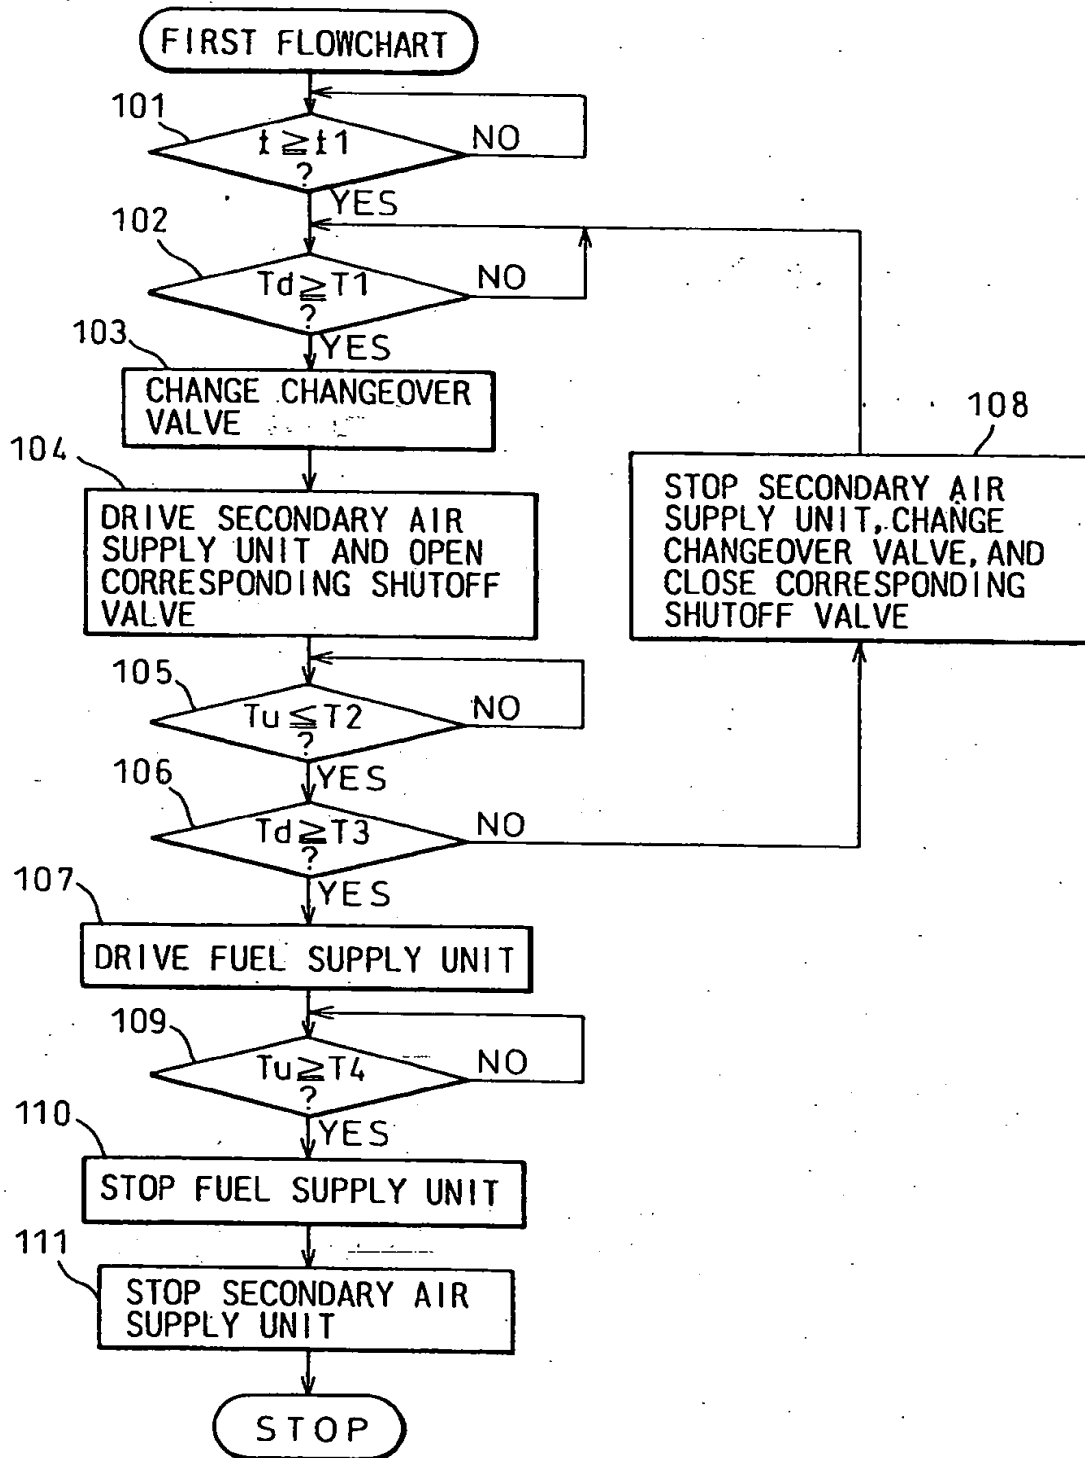 FIRST FLOWCHART
101
t ≧ t1
?
NO
YES
102
Td ≧ T1
?
NO
YES
103
CHANGE CHANGEOVER
VALVE
104
DRIVE SECONDARY AIR
SUPPLY UNIT AND OPEN
CORRESPONDING SHUTOFF
VALVE
108
STOP SECONDARY AIR
SUPPLY UNIT, CHANGE
CHANGEOVER VALVE, AND
CLOSE CORRESPONDING
SHUTOFF VALVE
105
Tu ≦ T2
?
NO
YES
106
Td ≧ T3
?
NO
YES
107
DRIVE FUEL SUPPLY UNIT
109
Tu ≧ T4
?
NO
YES
110
STOP FUEL SUPPLY UNIT
111
STOP SECONDARY AIR
SUPPLY UNIT
STOP